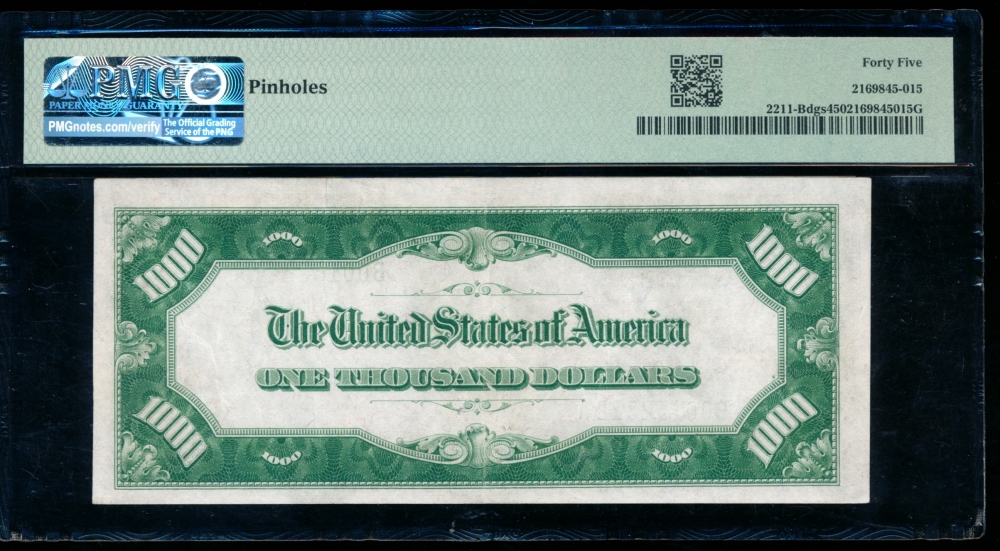 PMG
PAPER MONEY GUARANTY
PMGnotes.com/verify
The Official Grading
Service of the PNG
Pinholes
Forty Five
2169845-015
2211-Bdgs4502169845015G
1000 1000 1000 1000
The United States of America
ONE THOUSAND DOLLARS
1000 1000 1000 1000